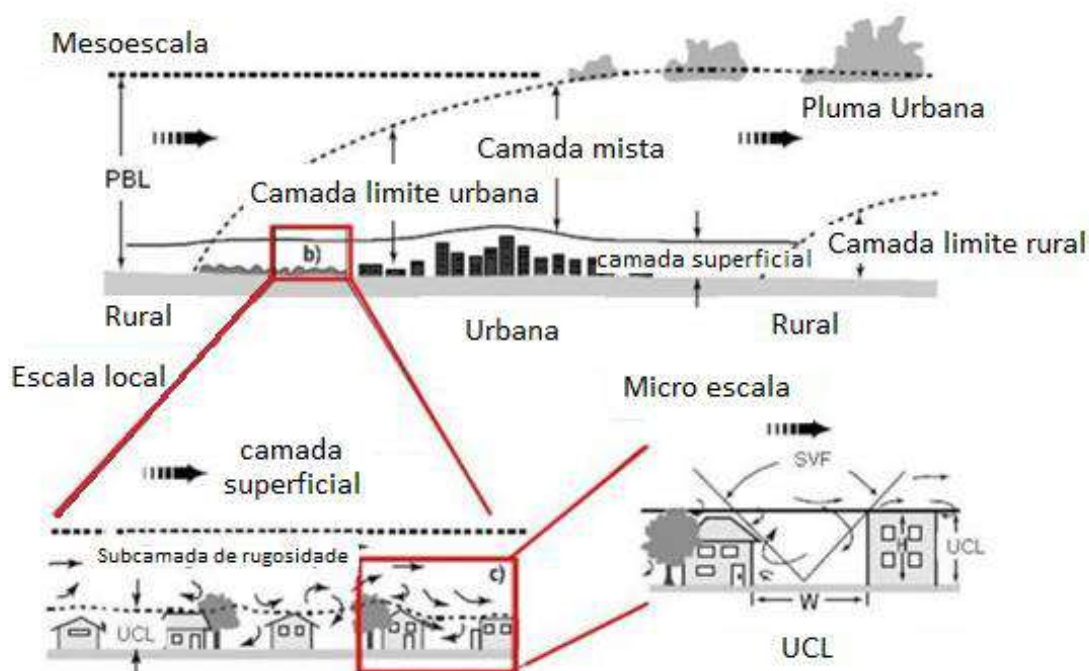 Mesoescala
Pluma Urbana
Camada mista
PBL
Camada limite urbana
b)
camada superficial
Camada limite rural
Rural
Urbana
Rural
Escala local
Micro escala
camada
superficial
SVF
Subcamada de rugosidade
c)
UCL
H
UCL
W
UCL